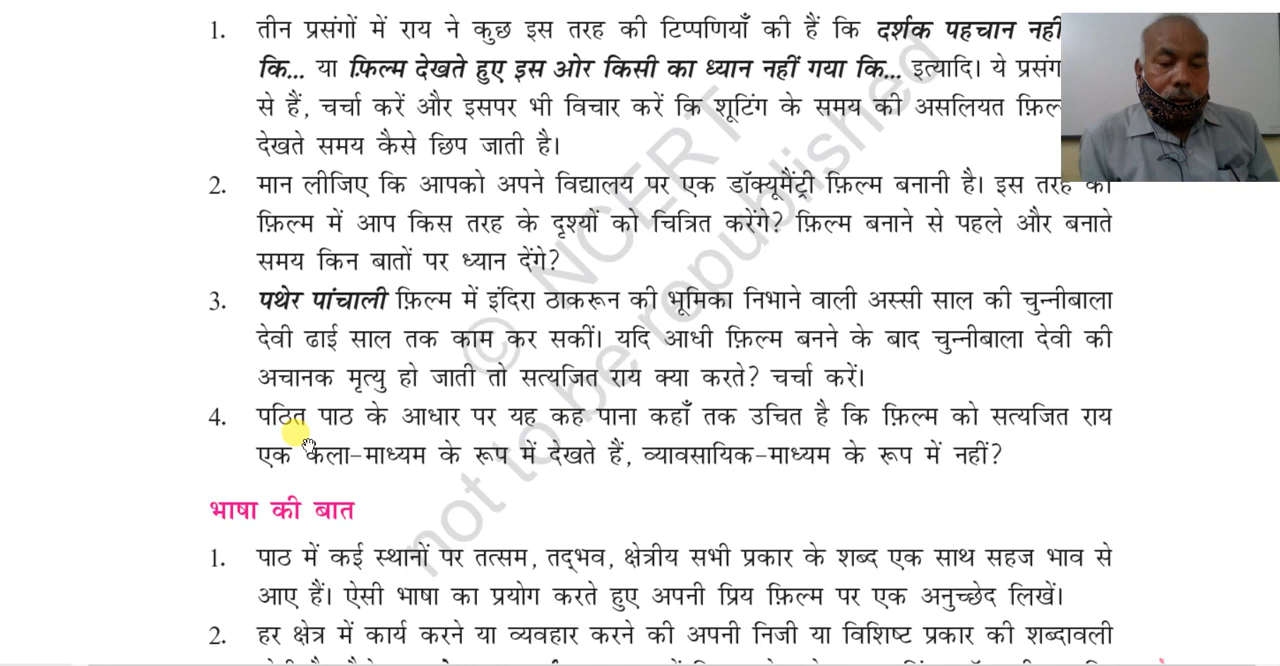 1. तीन प्रसंगों में राय ने कुछ इस तरह की टिप्पणियाँ की हैं कि दर्शक पहचान नहीं
कि... या फ़िल्म देखते हुए इस ओर किसी का ध्यान नहीं गया कि... इत्यादि। ये प्रसंग
से हैं, चर्चा करें और इसपर भी विचार करें कि शूटिंग के समय की असलियत फ़िल्
देखते समय कैसे छिप जाती है।
2. मान लीजिए कि आपको अपने विद्यालय पर एक डॉक्यूमैंट्री फ़िल्म बनानी है। इस तरह की
फ़िल्म में आप किस तरह के दृश्यों को चित्रित करेंगे? फ़िल्म बनाने से पहले और बनाते
समय किन बातों पर ध्यान देंगे?
3. पथेर पांचाली फ़िल्म में इंदिरा ठाकरून की भूमिका निभाने वाली अस्सी साल की चुन्नीबाला
देवी ढाई साल तक काम कर सकीं। यदि आधी फ़िल्म बनने के बाद चुन्नीबाला देवी की
अचानक मृत्यु हो जाती तो सत्यजित राय क्या करते? चर्चा करें।
4. पठित पाठ के आधार पर यह कह पाना कहाँ तक उचित है कि फ़िल्म को सत्यजित राय
एक कला-माध्यम के रूप में देखते हैं, व्यावसायिक-माध्यम के रूप में नहीं?
भाषा की बात
1. पाठ में कई स्थानों पर तत्सम, तद्भव, क्षेत्रीय सभी प्रकार के शब्द एक साथ सहज भाव से
आए हैं। ऐसी भाषा का प्रयोग करते हुए अपनी प्रिय फ़िल्म पर एक अनुच्छेद लिखें।
2. हर क्षेत्र में कार्य करने या व्यवहार करने की अपनी निजी या विशिष्ट प्रकार की शब्दावली
© NCERT
not to be republished